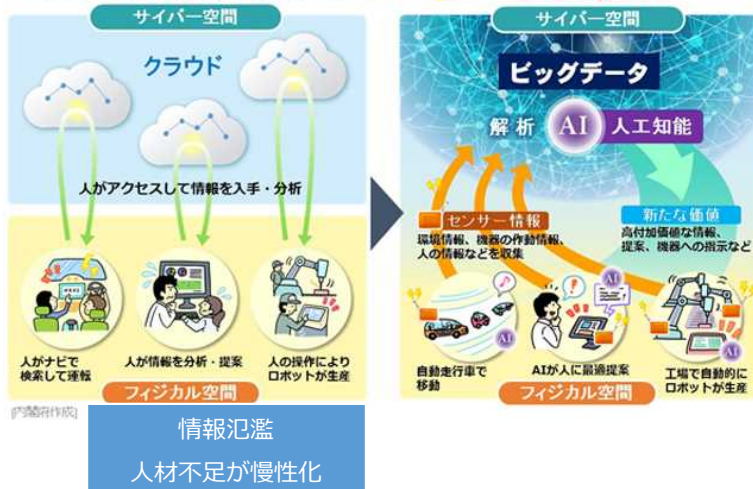 サイバー空間
クラウド
人がアクセスして情報を入手・分析
人がナビで
検索して運転
人が情報を分析・提案
人の操作により
ロボットが生産
フィジカル空間
[内閣府作成]
情報氾濫
人材不足が慢性化
サイバー空間
ビッグデータ
解析 AI 人工知能
センサー情報
環境情報、機器の作動情報、
人の情報などを収集
新たな価値
高付加価値な情報、
提案、機器への指示など
AI
AI
AI
自動走行車で
移動
AIが人に最適提案
工場で自動的に
ロボットが生産
フィジカル空間